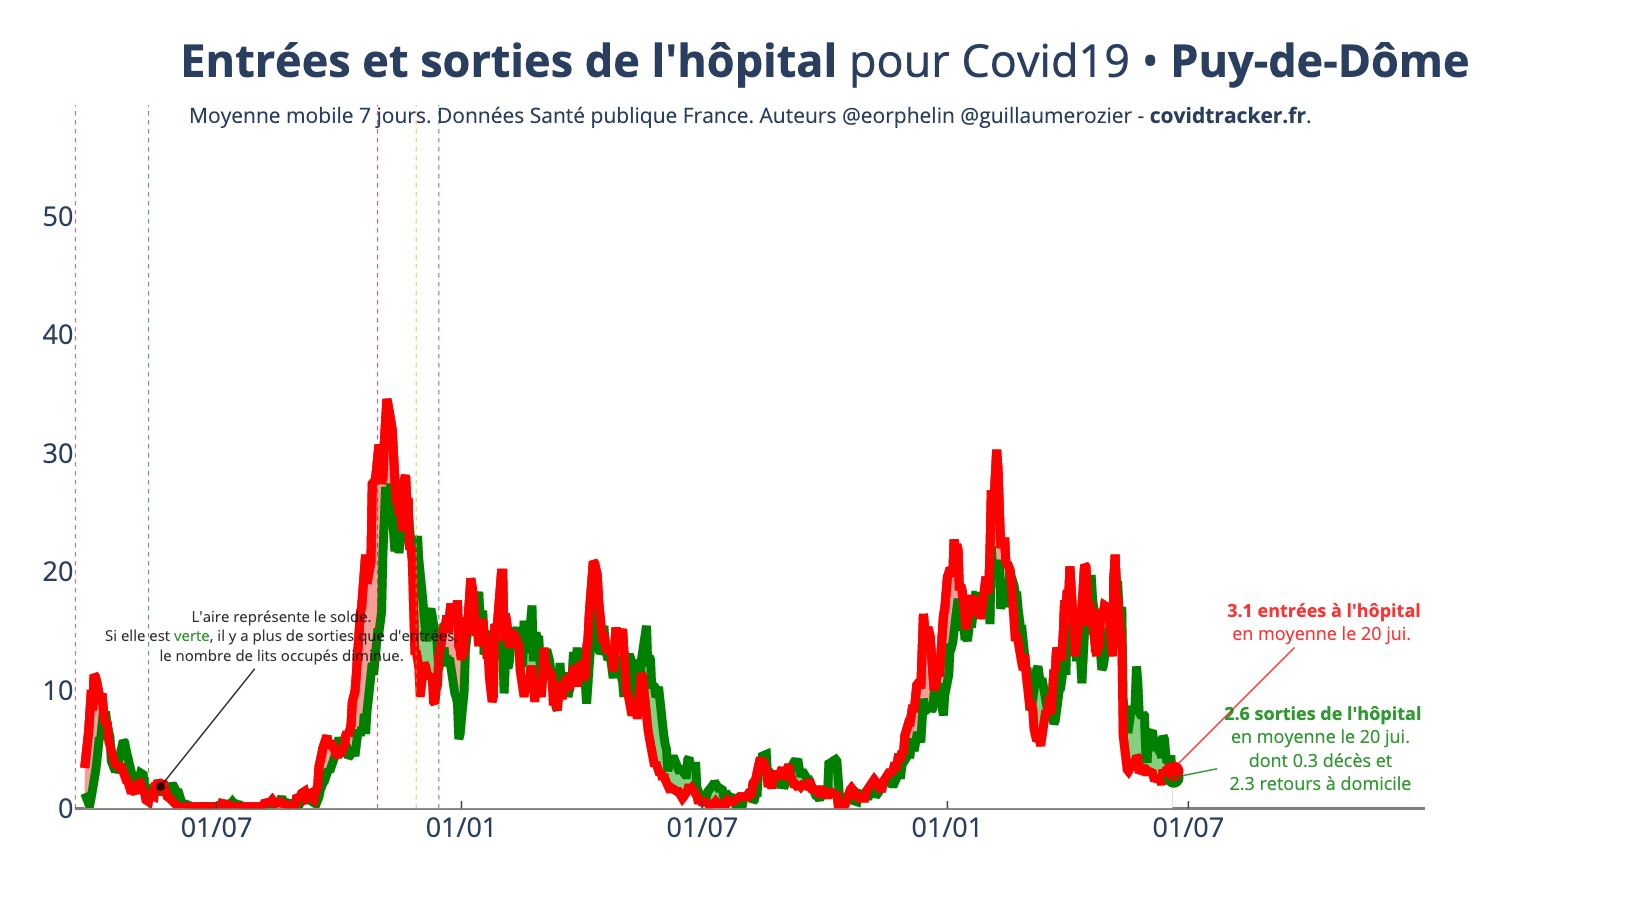 Entrées et sorties de l'hôpital pour Covid19 • Puy-de-Dôme
Moyenne mobile 7 jours. Données Santé publique France. Auteurs @eorphelin @guillaumerozier - covidtracker.fr.
50
40
30
20
10
0
L'aire représente le solde.
Si elle est verte, il y a plus de sorties que d'entrées,
le nombre de lits occupés diminue.
3.1 entrées à l'hôpital
en moyenne le 20 jui.
2.6 sorties de l'hôpital
en moyenne le 20 jui.
dont 0.3 décès et
2.3 retours à domicile
01/07
01/01
01/07
01/01
01/07